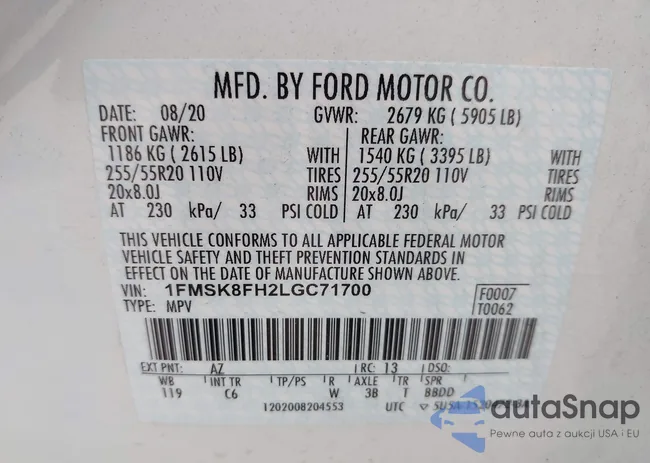 MFD. BY FORD MOTOR CO.
DATE: 08/20 GVWR: 2679 KG ( 5905 LB)
FRONT GAWR: REAR GAWR:
1186 KG ( 2615 LB) WITH 1540 KG ( 3395 LB) WITH
255/55R20 110V TIRES 255/55R20 110V TIRES
20x8.0J RIMS 20x8.0J RIMS
AT 230 kPa/ 33 PSI COLD AT 230 kPa/ 33 PSI COLD
THIS VEHICLE CONFORMS TO ALL APPLICABLE FEDERAL MOTOR
VEHICLE SAFETY AND THEFT PREVENTION STANDARDS IN
EFFECT ON THE DATE OF MANUFACTURE SHOWN ABOVE.
VIN: 1FMSK8FH2LGC71700 F0007
TYPE: MPV T0062
EXT PNT: AZ RC: 13 DSO:
WB INT TR TP/PS R AXLE TR SPR
119 C6 W 3B T BBDD
1202008204553 UTC
autaSnap
Pewne auta z aukcji USA i EU